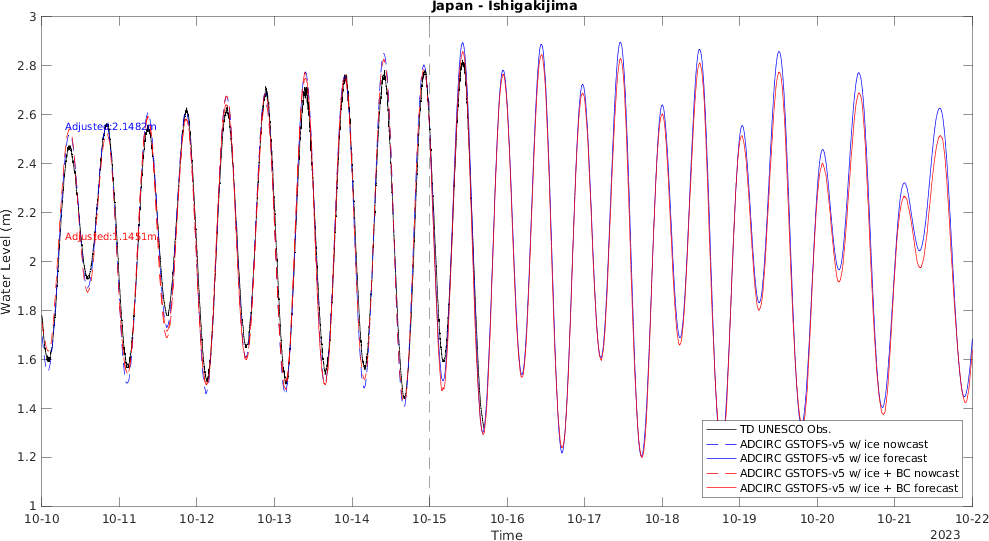 Japan - Ishigakijima
3
2.8
2.6
2.4
2.2
2
1.8
1.6
1.4
1.2
1
Water Level (m)
Adjusted:2.1482m
Adjusted:1.1451m
TD UNESCO Obs.
ADCIRC GSTOFS-v5 w/ ice nowcast
ADCIRC GSTOFS-v5 w/ ice forecast
ADCIRC GSTOFS-v5 w/ ice + BC nowcast
ADCIRC GSTOFS-v5 w/ ice + BC forecast
10-10 10-11 10-12 10-13 10-14 10-15 10-16 10-17 10-18 10-19 10-20 10-21 10-22
Time
2023